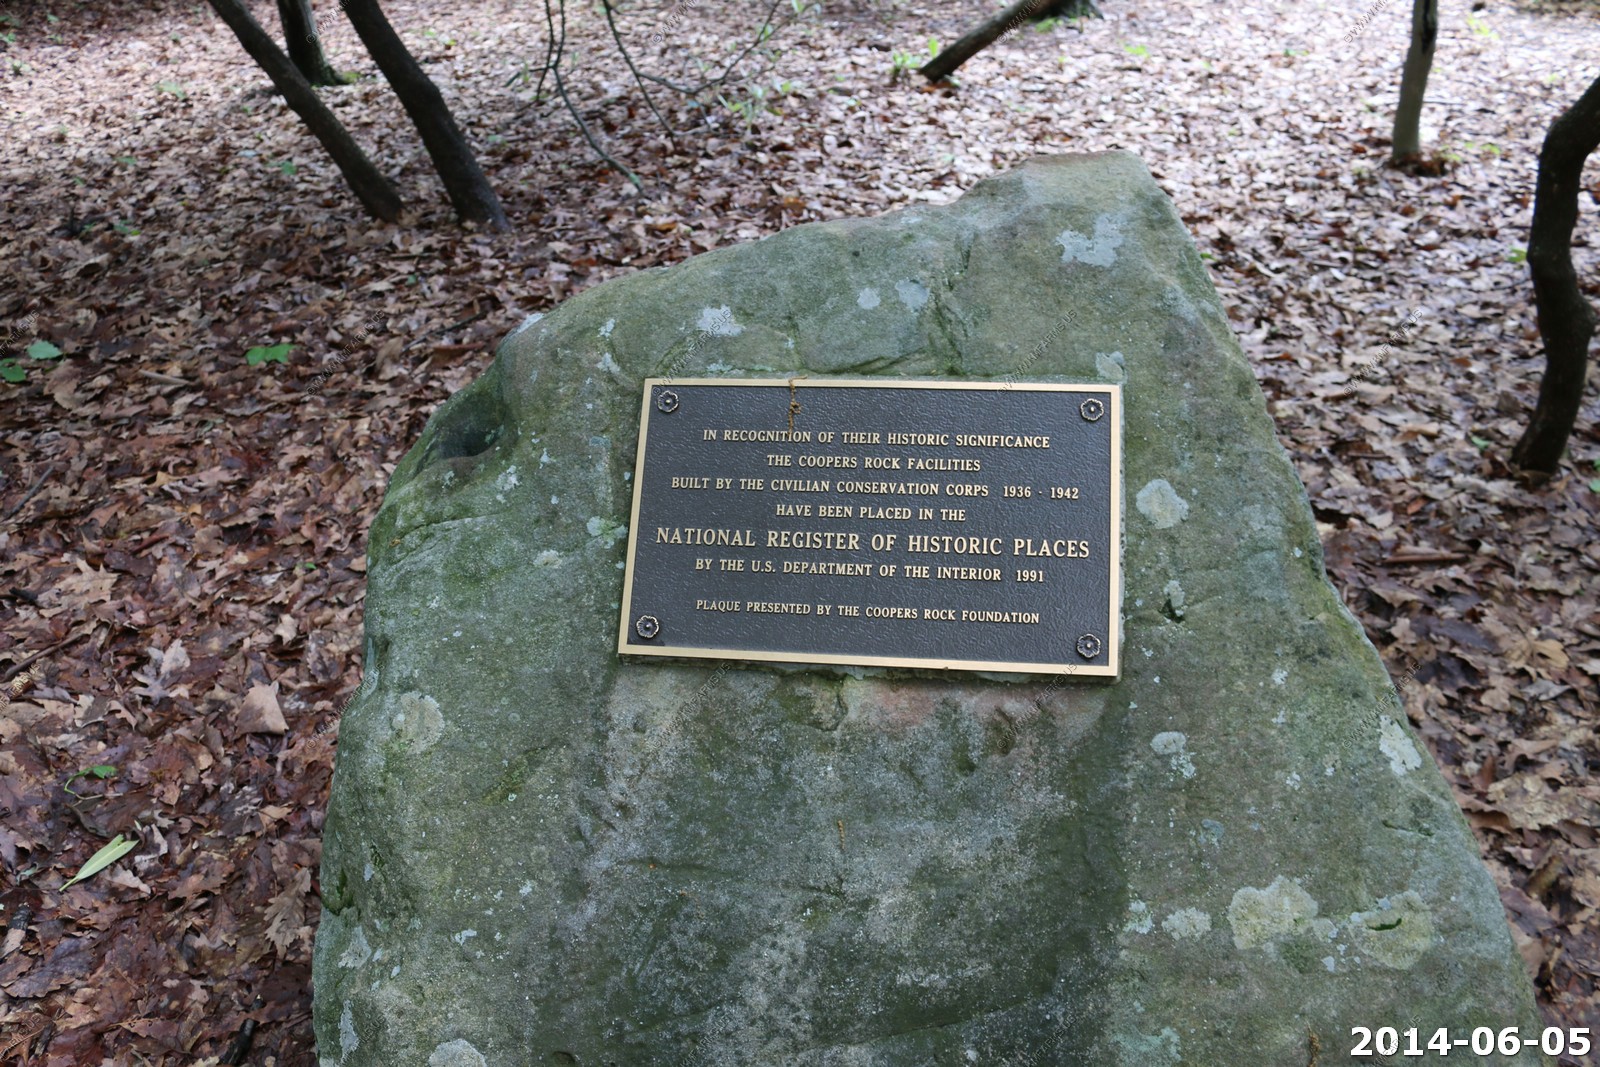 IN RECOGNITION OF THEIR HISTORIC SIGNIFICANCE
THE COOPERS ROCK FACILITIES
BUILT BY THE CIVILIAN CONSERVATION CORPS 1936 - 1942
HAVE BEEN PLACED IN THE
NATIONAL REGISTER OF HISTORIC PLACES
BY THE U.S. DEPARTMENT OF THE INTERIOR 1991
PLAQUE PRESENTED BY THE COOPERS ROCK FOUNDATION
2014-06-05